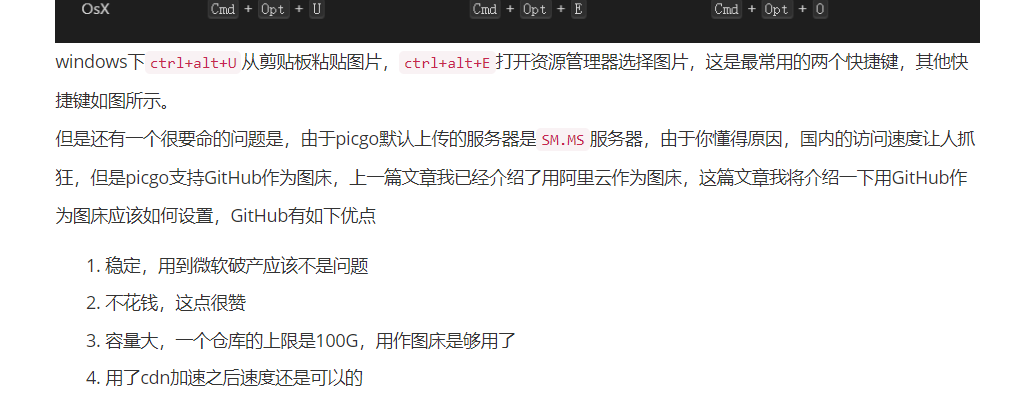 OsX Cmd + Opt + U Cmd + Opt + E Cmd + Opt + O
windows下ctrl+alt+U从剪贴板粘贴图片，ctrl+alt+E打开资源管理器选择图片，这是最常用的两个快捷键，其他快
捷键如图所示。
但是还有一个很要命的问题是，由于picgo默认上传的服务器是SM.MS服务器，由于你懂得原因，国内的访问速度让人抓
狂，但是picgo支持GitHub作为图床，上一篇文章我已经介绍了用阿里云作为图床，这篇文章我将介绍一下用GitHub作
为图床应该如何设置，GitHub有如下优点
1. 稳定，用到微软破产应该不是问题
2. 不花钱，这点很赞
3. 容量大，一个仓库的上限是100G，用作图床是够用了
4. 用了cdn加速之后速度还是可以的